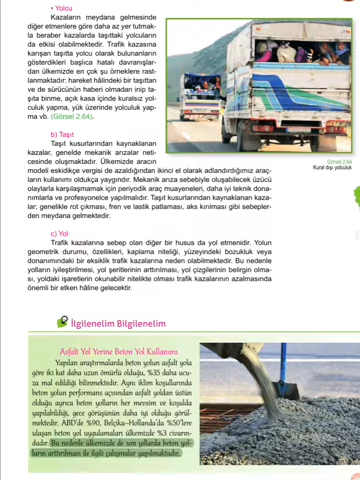 • Yolcu
Kazaların meydana gelmesinde
diğer etmenlere göre daha az yer tutmak-
la beraber kazalarda taşıttaki yolcuların
da etkisi olabilmektedir. Trafik kazasına
karışan taşıtta yolcu olarak bulunanların
gösterdikleri başlıca hatalı davranışlar-
dan ülkemizde en çok şu örneklere rast-
lanmaktadır: hareket hâlindeki bir taşıttan
ve de sürücünün haberi olmadan inip ta-
şıta binme, açık kasa içinde kuralsız yol-
culuk yapma, yük üzerinde yolculuk yap-
ma vb. (Görsel 2.64).
Görsel 2.64
Kural dışı yolculuk
b) Taşıt
Taşıt kusurlarından kaynaklanan
kazalar, genelde mekanik arızalar neti-
cesinde oluşmaktadır. Ülkemizde aracın
modeli eskidikçe vergisi de azaldığından ikinci el olarak adlandırdığımız araç-
ların kullanımı oldukça yaygındır. Mekanik arıza sebebiyle oluşabilecek üzücü
olaylarla karşılaşmamak için periyodik araç muayeneleri, daha iyi teknik dona-
nımlarla ve profesyonelce yapılmalıdır. Taşıt kusurlarından kaynaklanan kaza-
lar; genellikle rot çıkması, fren ve lastik patlaması, aks kırılması gibi sebepler-
den meydana gelmektedir.
c) Yol
Trafik kazalarına sebep olan diğer bir husus da yol etmenidir. Yolun
geometrik durumu, özellikleri, kaplama niteliği, yüzeyindeki bozukluk veya
donanımındaki bir eksiklik trafik kazalarına neden olabilmektedir. Bu nedenle
yolların iyileştirilmesi, yol şeritlerinin arttırılması, yol çizgilerinin belirgin olma-
sı, yoldaki işaretlerin okunabilir nitelikte olması trafik kazalarının azalmasında
önemli bir etken hâline gelecektir.
İlgilenelim Bilgilenelim
Asfalt Yol Yerine Beton Yol Kullanımı
Yapılan araştırmalarda beton yolun asfalt yola
göre iki kat daha uzun ömürlü olduğu, %35 daha ucu-
za mal edildiği bilinmektedir. Aynı iklim koşullarında
beton yolun performans açısından asfalt yoldan üstün
olduğu ayrıca beton yolların her mevsim ve koşulda
yapılabildiği, gece görüşünün daha iyi olduğu görül-
mektedir. ABD'de %90, Belçika-Hollanda'da %50'lere
ulaşan beton yol uygulamaları ülkemizde %3 civarın-
dadır. Bu nedenle ülkemizde de son yıllarda beton yol-
ların arttırılması ile ilgili çalışmalar yapılmaktadır.